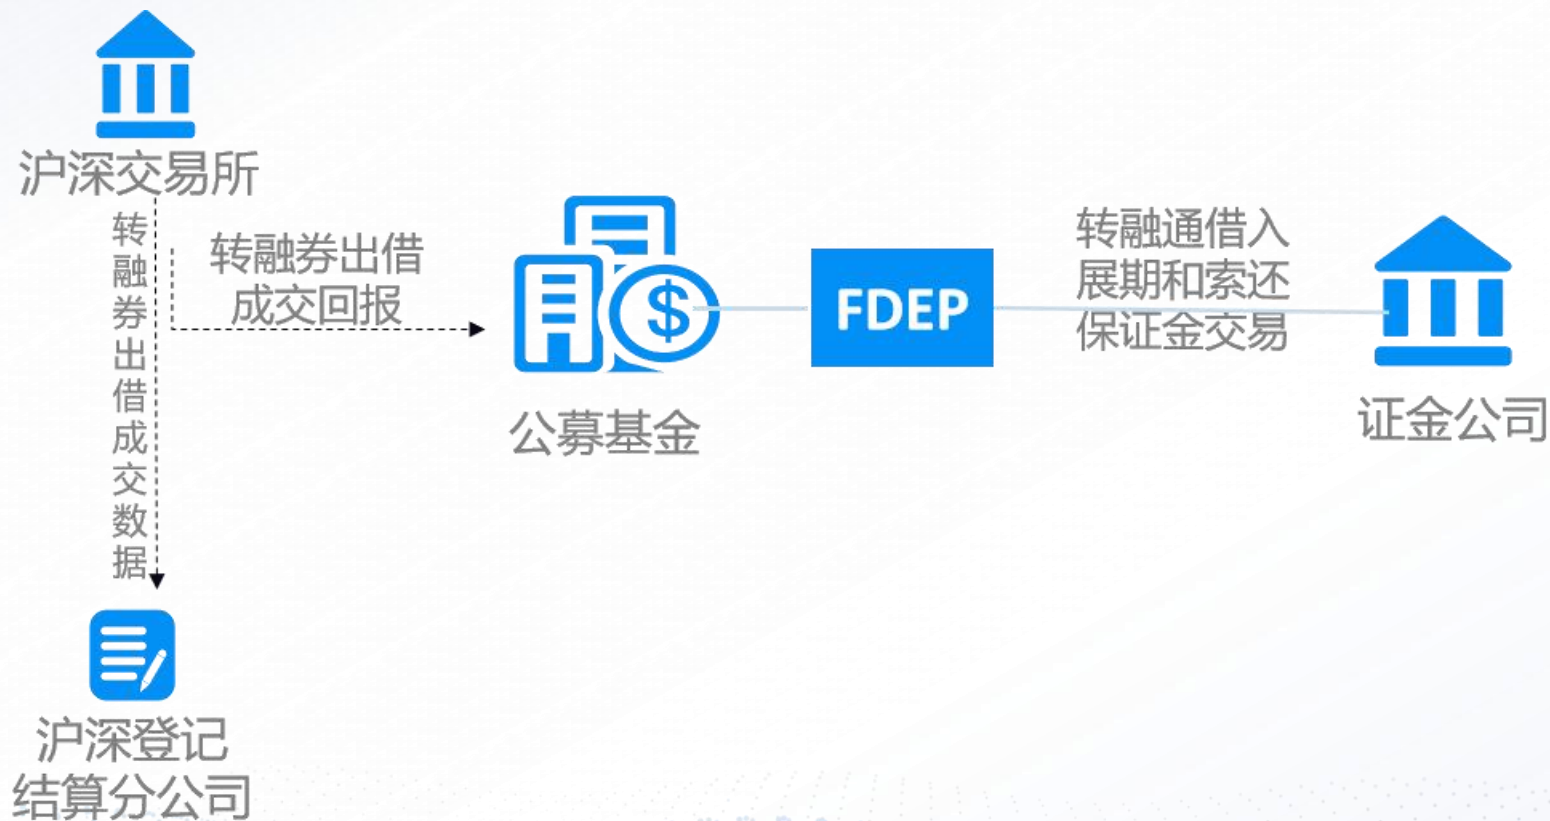 沪深交易所
转融券出借成交数据
转融券出借
成交回报
公募基金
FDEP
转融通借入
展期和索还
保证金交易
证金公司
沪深登记
结算分公司